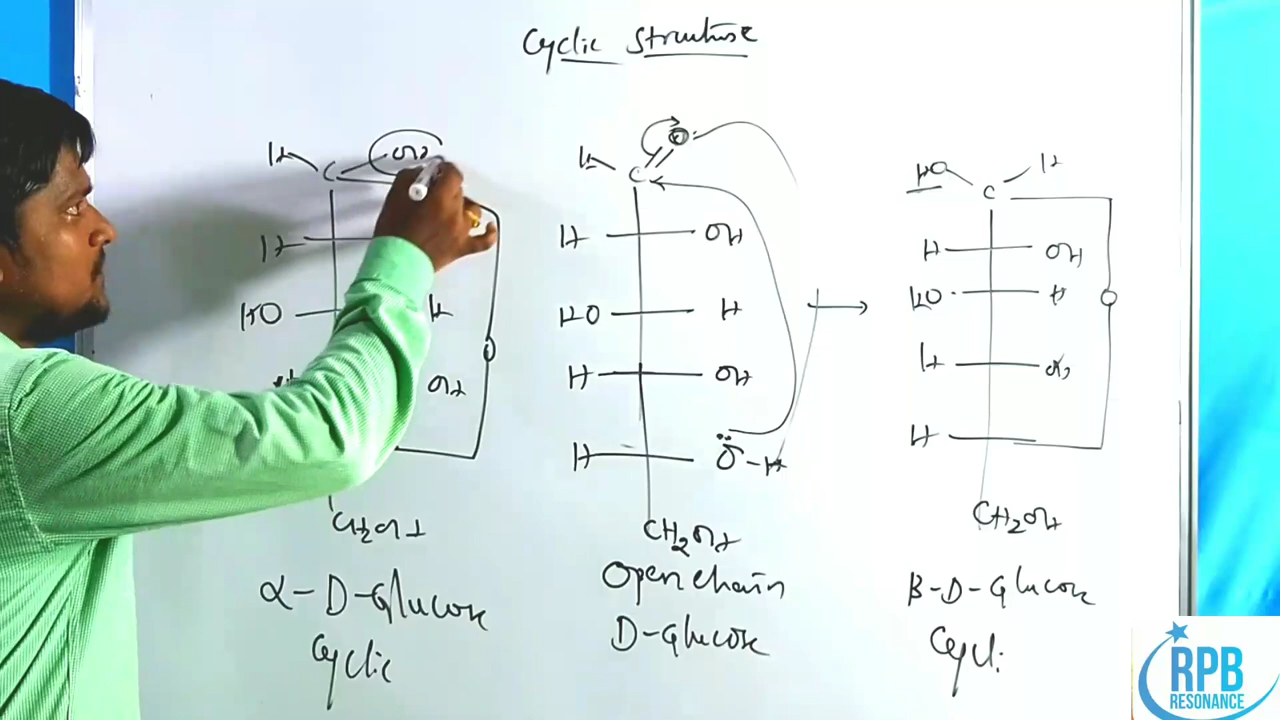 Cyclic Structure
H C OH
H
HO H
OH
O
CH2OH
α-D-Glucose
Cyclic
H C O
H OH
HO H
H OH
H Ö-H
CH2OH
Open chain
D-Glucose
HO C H
H OH
HO H
H
H
O
CH2OH
β-D-Glucose
Cycli
RPB
RESONANCE